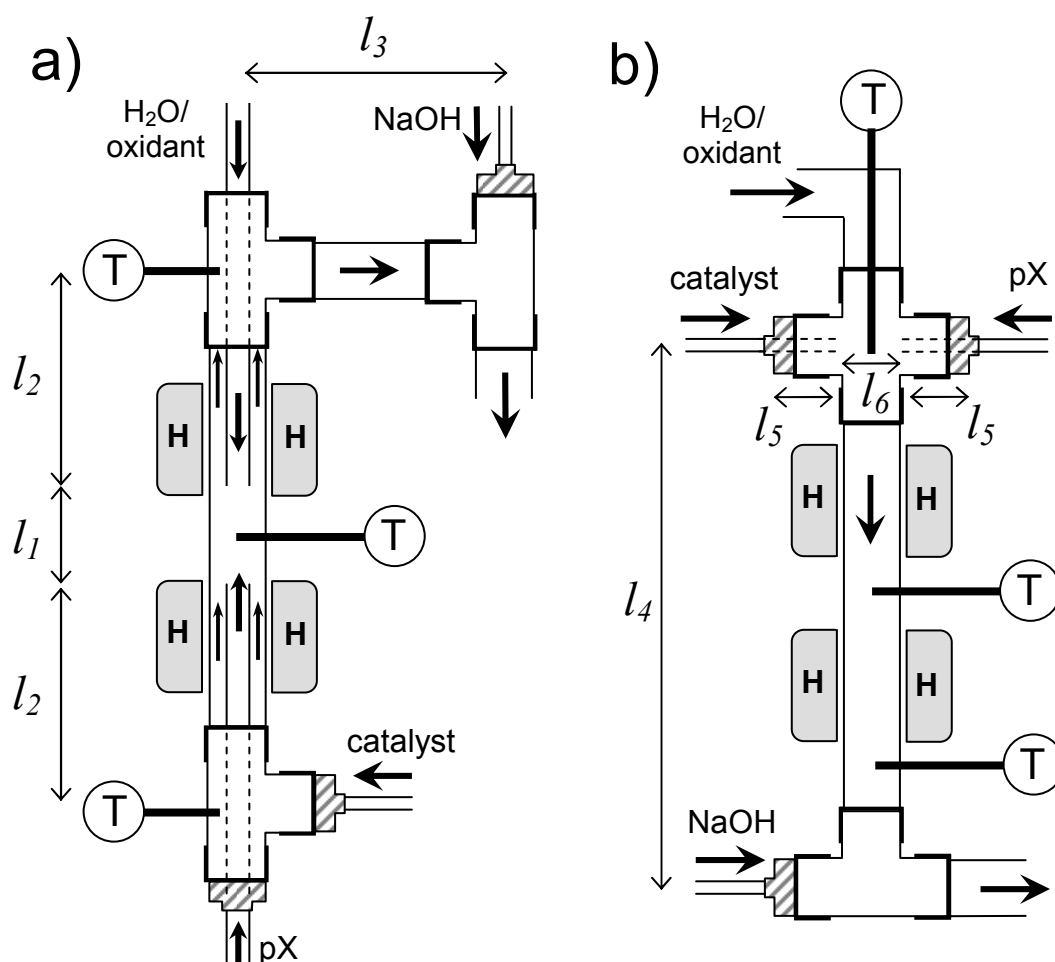 a)
l3
H2O/
oxidant
NaOH
T
l2
H
H
l1
T
H
H
l2
catalyst
T
pX
b)
T
H2O/
oxidant
catalyst
pX
l6
l5
l5
H
H
l4
T
H
H
T
NaOH